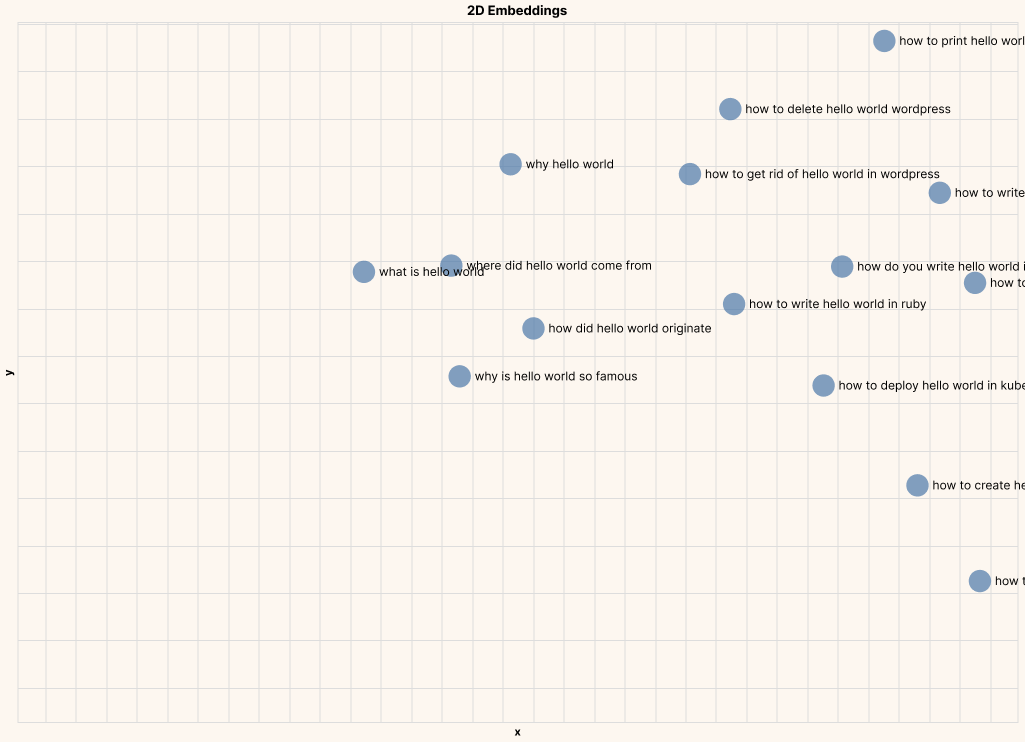 2D Embeddings
how to print hello
how to delete hello world wordpress
why hello world
how to get rid of hello world in wordpress
how to write
where did hello world come from
what is hello world
how do you write hello world
how to
how to write hello world in ruby
how did hello world originate
why is hello world so famous
how to deploy hello world in
how to create
how
y
x